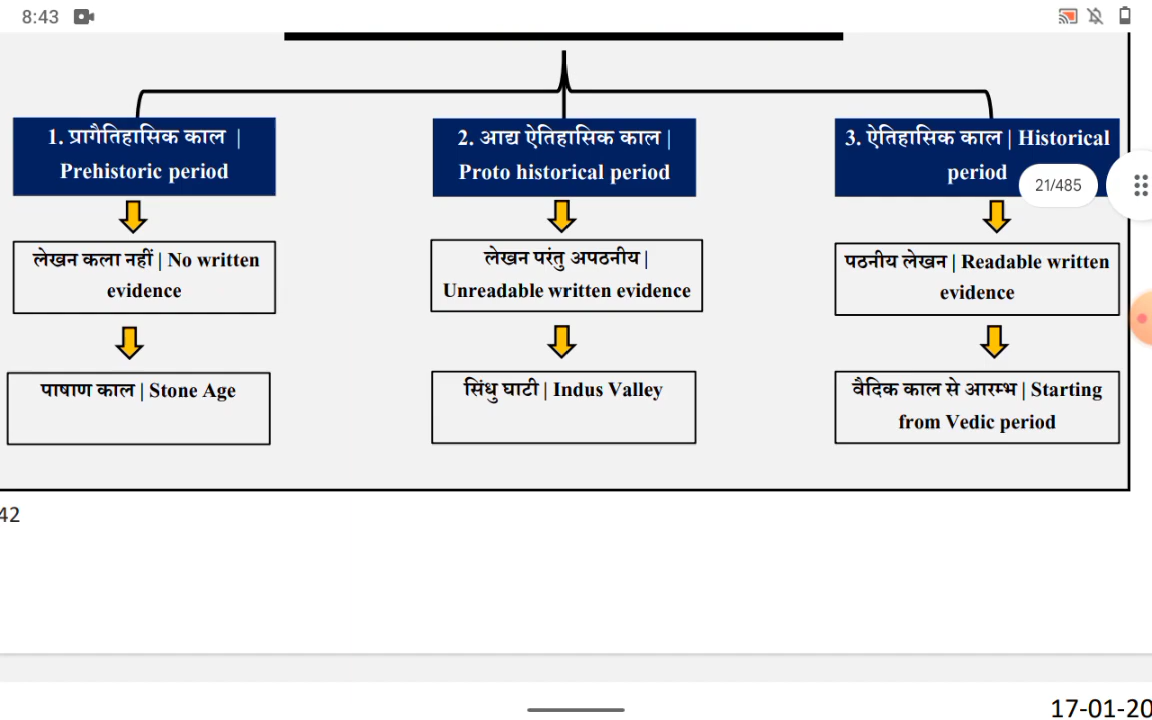 8:43
1. प्रागैतिहासिक काल |
Prehistoric period
2. आद्य ऐतिहासिक काल |
Proto historical period
3. ऐतिहासिक काल | Historical
period
21/485
लेखन कला नहीं | No written
evidence
लेखन परंतु अपठनीय |
Unreadable written evidence
पठनीय लेखन | Readable written
evidence
पाषाण काल | Stone Age
सिंधु घाटी | Indus Valley
वैदिक काल से आरम्भ | Starting
from Vedic period
42
17-01-20